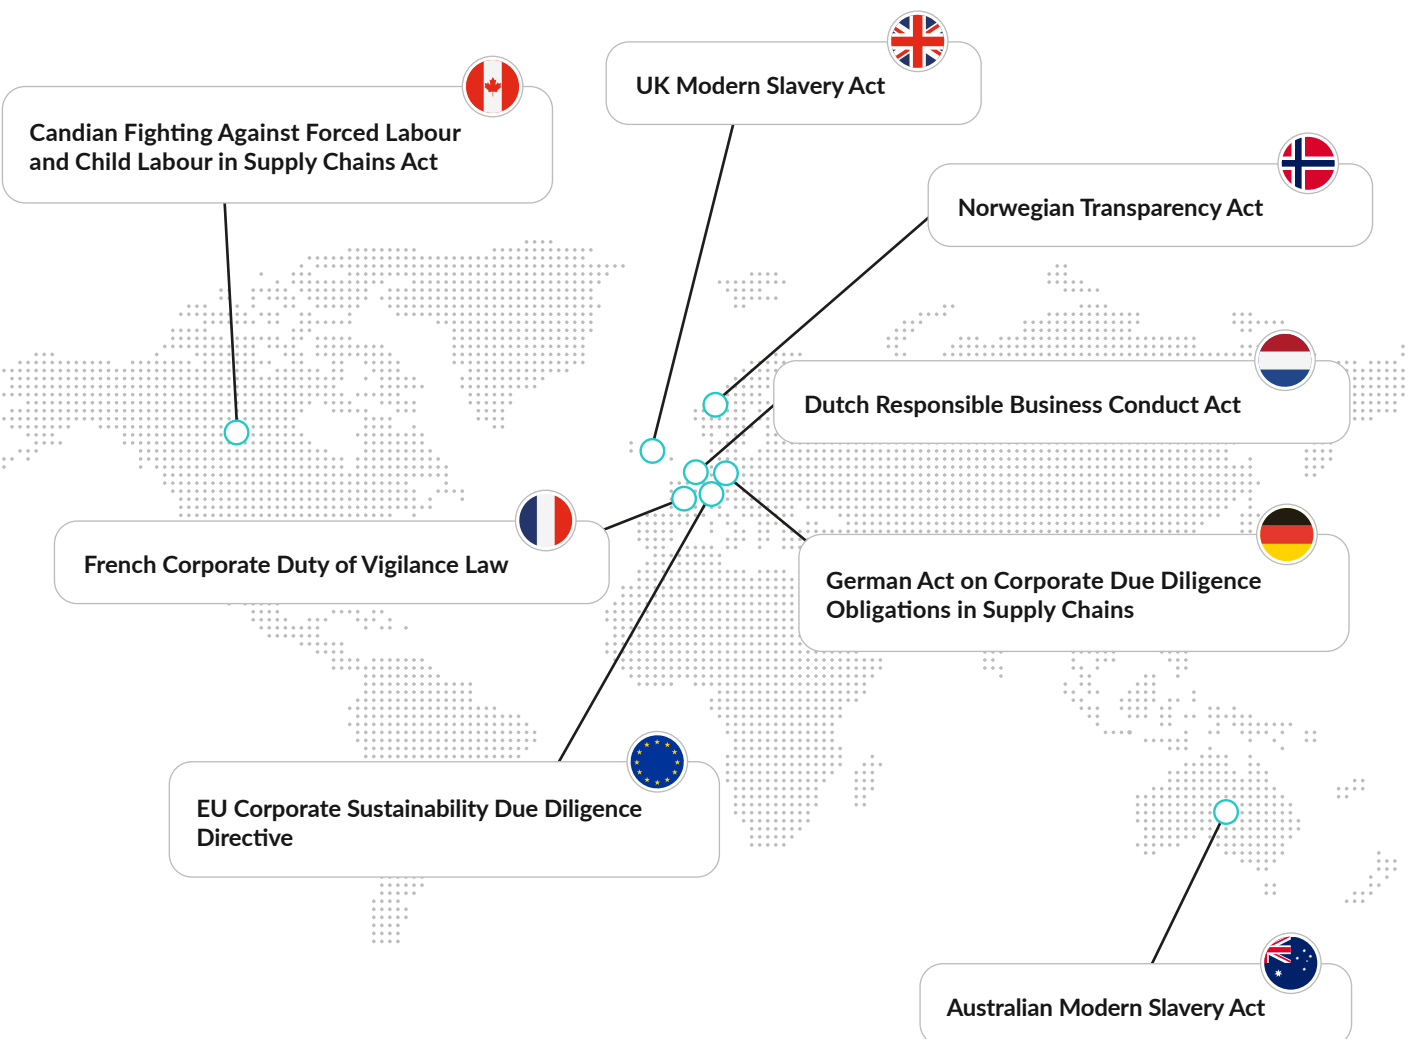 UK Modern Slavery Act
Candian Fighting Against Forced Labour
and Child Labour in Supply Chains Act
Norwegian Transparency Act
Dutch Responsible Business Conduct Act
French Corporate Duty of Vigilance Law
German Act on Corporate Due Diligence
Obligations in Supply Chains
EU Corporate Sustainability Due Diligence
Directive
Australian Modern Slavery Act